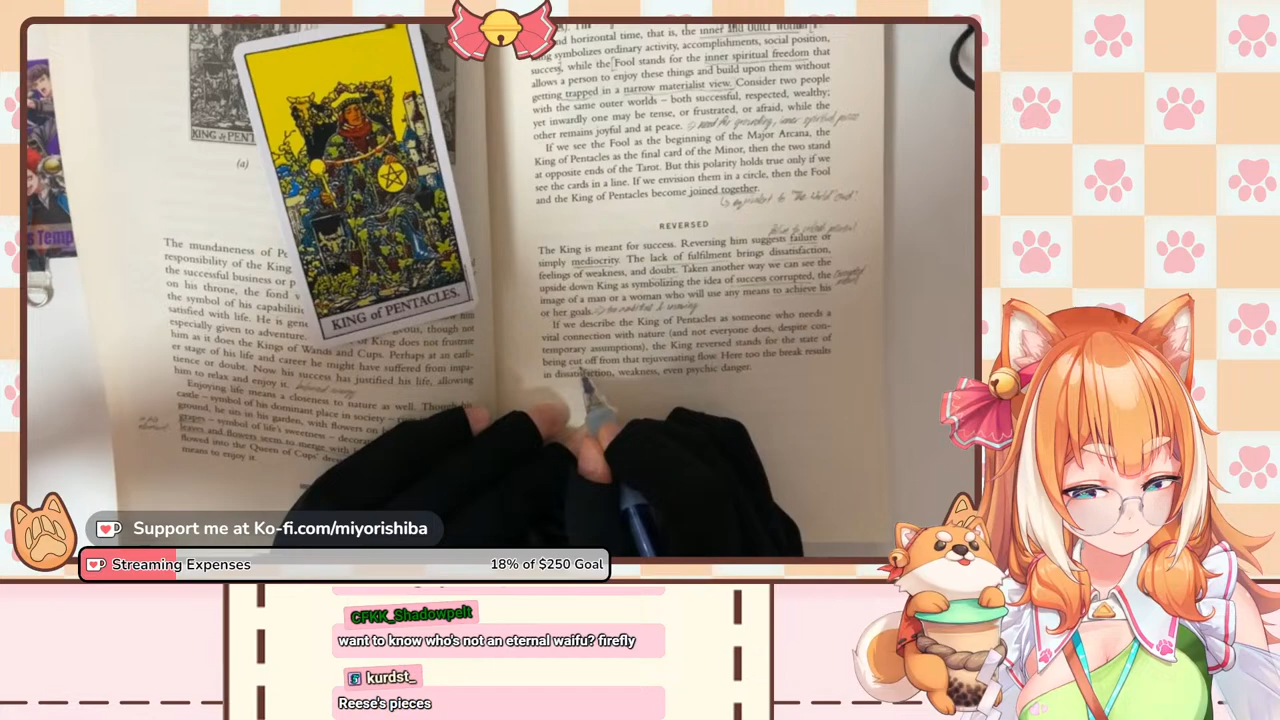 KING of PENT
(a)
KING of PENTACLES.
s Temp
The mundaneness of Pe
responsibility of the King
the successful business or p
on his throne, the fond v
the symbol of his capabiliti
satisfied with life. He is gene
especially given to adventure.
him as it does the Kings of Wands and Cups. Perhaps at an earli-
er stage of his life and career he might have suffered from impa-
tience or doubt. Now his success has justified his life, allowing
him to relax and enjoy it.
Enjoying life means a closeness to nature as well. Though his
castle – symbol of his dominant place in society –
ground, he sits in his garden, with flowers on
grapes – symbol of life's sweetness – decora
leaves and flowers seem to merge with
flowed into the Queen of Cups' dre
means to enjoy it.
and horizontal time, that is, the inner and outer
King symbolizes ordinary activity, accomplishments, social position,
success, while the Fool stands for the inner spiritual freedom that
allows a person to enjoy these things and build upon them without
getting trapped in a narrow materialist view. Consider two people
with the same outer worlds – both successful, respected, wealthy;
yet inwardly one may be tense, or frustrated, or afraid, while the
other remains joyful and at peace.
If we see the Fool as the beginning of the Major Arcana, the
King of Pentacles as the final card of the Minor, then the two stand
at opposite ends of the Tarot. But this polarity holds true only if we
see the cards in a line. If we envision them in a circle, then the Fool
and the King of Pentacles become joined together.
equivalent to "The World" card.
REVERSED
The King is meant for success. Reversing him suggests failure or
simply mediocrity. The lack of fulfilment brings dissatisfaction,
feelings of weakness, and doubt. Taken another way we can see the
upside down King as symbolizing the idea of success corrupted, the
image of a man or a woman who will use any means to achieve his
or her goals.
If we describe the King of Pentacles as someone who needs a
vital connection with nature (and not everyone does, despite con-
temporary assumptions), the King reversed stands for the state of
being cut off from that rejuvenating flow. Here too the break results
in dissatisfaction, weakness, even psychic danger.
Support me at Ko-fi.com/miyorishiba
Streaming Expenses 18% of $250 Goal
CFKK_Shadowpelt
want to know who's not an eternal waifu? firefly
kurdst_
Reese's pieces